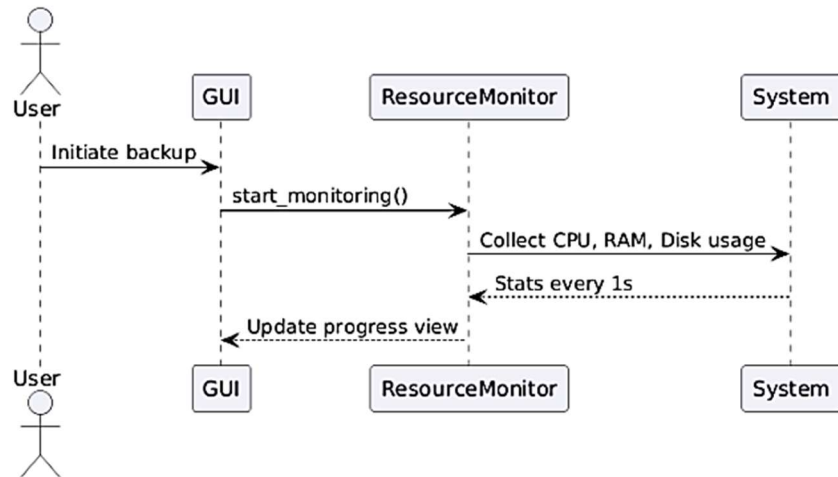 User
GUI
ResourceMonitor
System
Initiate backup
start_monitoring()
Collect CPU, RAM, Disk usage
Stats every 1s
Update progress view
User
GUI
ResourceMonitor
System